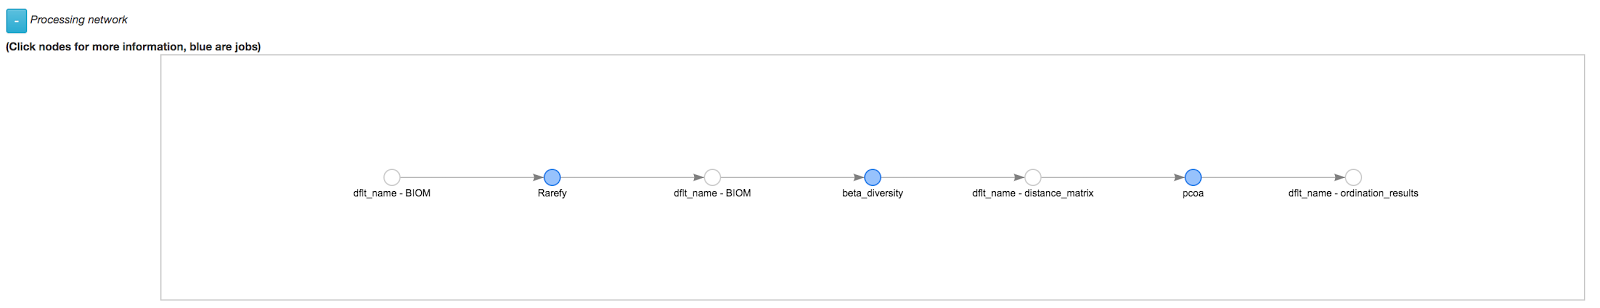 - Processing network
(Click nodes for more information, blue are jobs)
dflt_name - BIOM
Rarefy
dflt_name - BIOM
beta_diversity
dflt_name - distance_matrix
pcoa
dflt_name - ordination_results